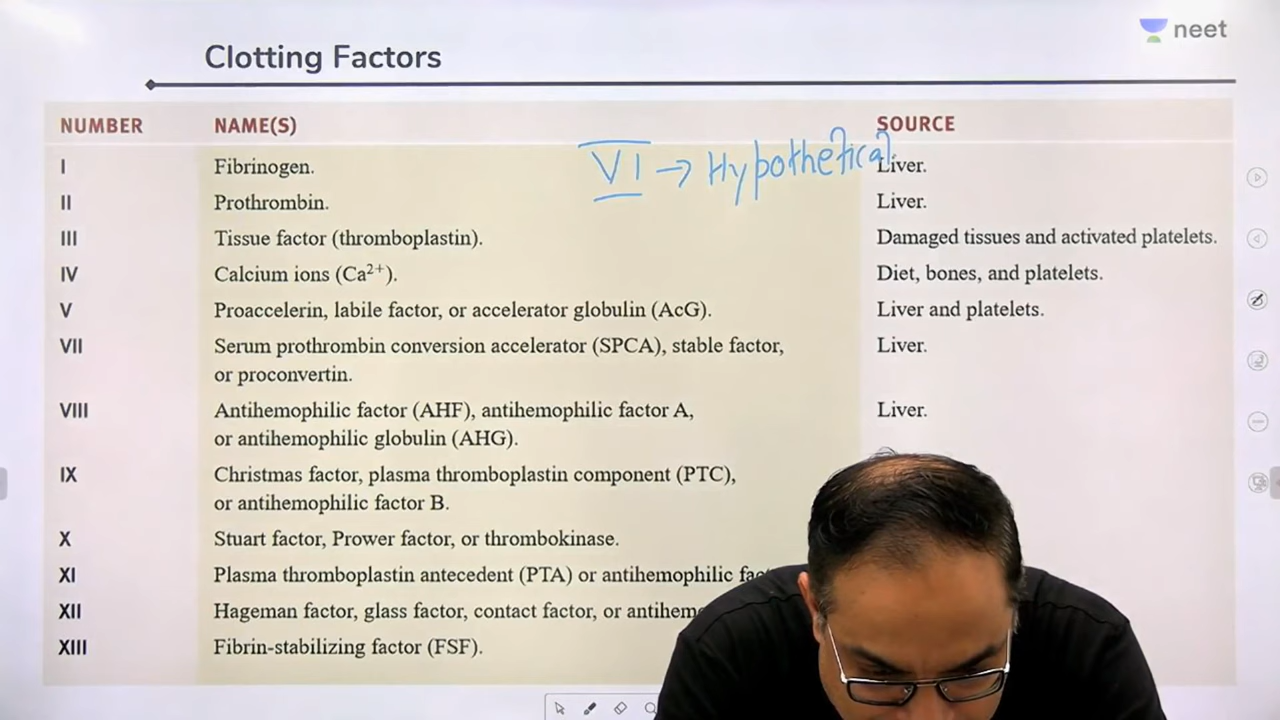 neet
Clotting Factors
NUMBER NAME(S) SOURCE
VI → Hypothetical
I Fibrinogen. Liver.
II Prothrombin. Liver.
III Tissue factor (thromboplastin). Damaged tissues and activated platelets.
IV Calcium ions (Ca²⁺). Diet, bones, and platelets.
V Proaccelerin, labile factor, or accelerator globulin (AcG). Liver and platelets.
VII Serum prothrombin conversion accelerator (SPCA), stable factor, Liver.
or proconvertin.
VIII Antihemophilic factor (AHF), antihemophilic factor A, Liver.
or antihemophilic globulin (AHG).
IX Christmas factor, plasma thromboplastin component (PTC),
or antihemophilic factor B.
X Stuart factor, Prower factor, or thrombokinase.
XI Plasma thromboplastin antecedent (PTA) or antihemophilic
XII Hageman factor, glass factor, contact factor, or
XIII Fibrin-stabilizing factor (FSF).